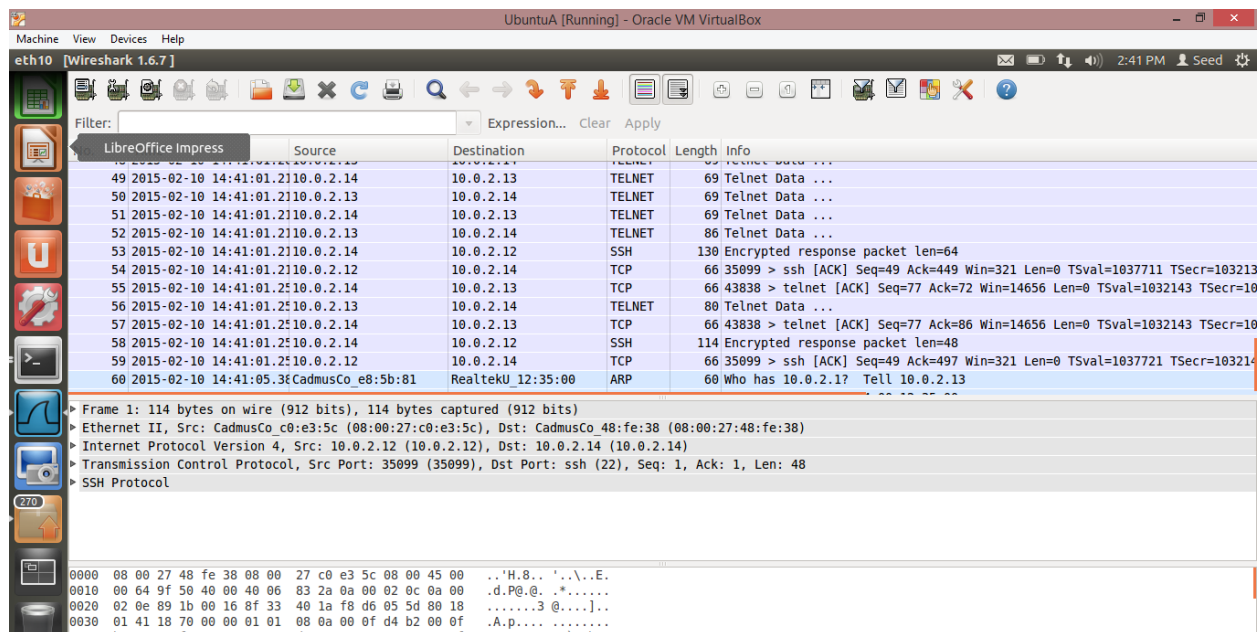 UbuntuA [Running] - Oracle VM VirtualBox
Machine View Devices Help
eth10 [Wireshark 1.6.7 ] 2:41 PM Seed
Filter: Expression... Clear Apply
LibreOffice Impress Source Destination Protocol Length Info
49 2015-02-10 14:41:01.21 10.0.2.14 10.0.2.13 TELNET 69 Telnet Data ...
50 2015-02-10 14:41:01.21 10.0.2.13 10.0.2.14 TELNET 69 Telnet Data ...
51 2015-02-10 14:41:01.21 10.0.2.14 10.0.2.13 TELNET 69 Telnet Data ...
52 2015-02-10 14:41:01.21 10.0.2.13 10.0.2.14 TELNET 86 Telnet Data ...
53 2015-02-10 14:41:01.21 10.0.2.14 10.0.2.12 SSH 130 Encrypted response packet len=64
54 2015-02-10 14:41:01.21 10.0.2.12 10.0.2.14 TCP 66 35099 > ssh [ACK] Seq=49 Ack=449 Win=321 Len=0 TSval=1037711 TSecr=103213
55 2015-02-10 14:41:01.25 10.0.2.14 10.0.2.13 TCP 66 43838 > telnet [ACK] Seq=77 Ack=72 Win=14656 Len=0 TSval=1032143 TSecr=10
56 2015-02-10 14:41:01.25 10.0.2.13 10.0.2.14 TELNET 80 Telnet Data ...
57 2015-02-10 14:41:01.25 10.0.2.14 10.0.2.13 TCP 66 43838 > telnet [ACK] Seq=77 Ack=86 Win=14656 Len=0 TSval=1032143 TSecr=10
58 2015-02-10 14:41:01.25 10.0.2.14 10.0.2.12 SSH 114 Encrypted response packet len=48
59 2015-02-10 14:41:01.25 10.0.2.12 10.0.2.14 TCP 66 35099 > ssh [ACK] Seq=49 Ack=497 Win=321 Len=0 TSval=1037721 TSecr=103214
60 2015-02-10 14:41:05.38 CadmusCo_e8:5b:81 RealtekU_12:35:00 ARP 60 Who has 10.0.2.1? Tell 10.0.2.13
Frame 1: 114 bytes on wire (912 bits), 114 bytes captured (912 bits)
Ethernet II, Src: CadmusCo_c0:e3:5c (08:00:27:c0:e3:5c), Dst: CadmusCo_48:fe:38 (08:00:27:48:fe:38)
Internet Protocol Version 4, Src: 10.0.2.12 (10.0.2.12), Dst: 10.0.2.14 (10.0.2.14)
Transmission Control Protocol, Src Port: 35099 (35099), Dst Port: ssh (22), Seq: 1, Ack: 1, Len: 48
SSH Protocol
270
0000 08 00 27 48 fe 38 08 00 27 c0 e3 5c 08 00 45 00 ..'H.8.. '..\..E.
0010 00 64 9f 50 40 00 40 06 83 2a 0a 00 02 0c 0a 00 .d.P@.@. .*......
0020 02 0e 89 1b 00 16 8f 33 40 1a f8 d6 05 5d 80 18 .......3 @....]..
0030 01 41 18 70 00 00 01 01 08 0a 00 0f d4 b2 00 0f .A.p.... ........